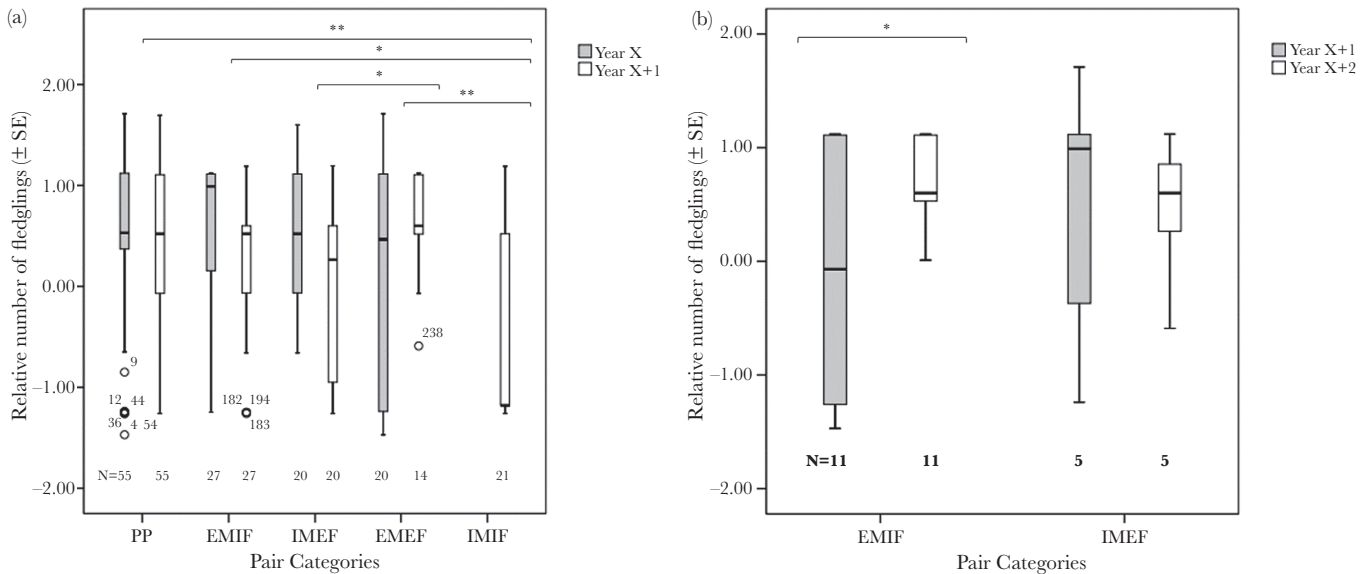 (a)
**
*
*
**
Year X
Year X+1
Relative number of fledglings (± SE)
2.00
1.00
0.00
−1.00
−2.00
9
12 44
36 4 54
182 194
183
238
N=55 55 27 27 20 20 20 14 21
PP EMIF IMEF EMEF IMIF
Pair Categories
(b)
*
Year X+1
Year X+2
Relative number of fledglings (± SE)
2.00
1.00
0.00
−1.00
−2.00
N=11 11 5 5
EMIF IMEF
Pair Categories